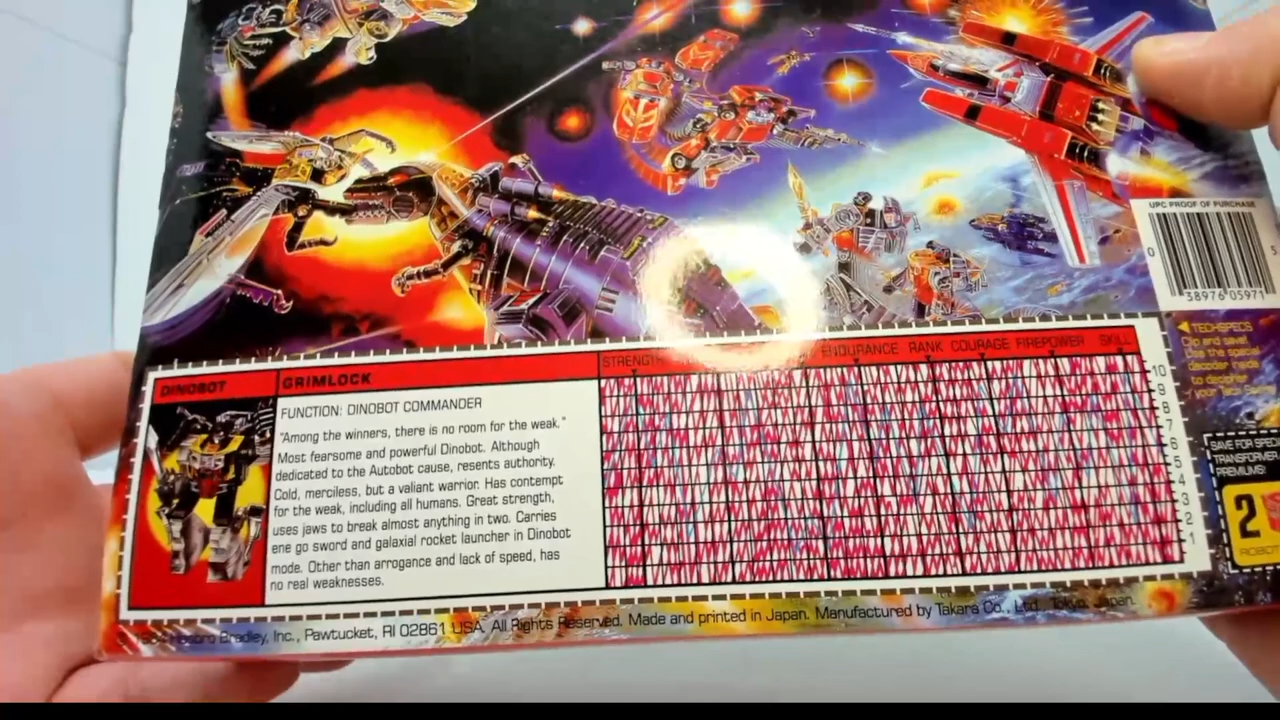 UPC PROOF OF PURCHASE
0
5
38976 05971
STRENGTH ENDURANCE RANK COURAGE FIREPOWER SKILL
DINOBOT
GRIMLOCK
FUNCTION: DINOBOT COMMANDER
"Among the winners, there is no room for the weak."
Most fearsome and powerful Dinobot. Although
dedicated to the Autobot cause, resents authority.
Cold, merciless, but a valiant warrior. Has contempt
for the weak, including all humans. Great strength,
uses jaws to break almost anything in two. Carries
ene go sword and galaxial rocket launcher in Dinobot
mode. Other than arrogance and lack of speed, has
no real weaknesses.
10
9
8
7
6
5
4
3
2
1
TECH SPECS
Clip and save!
Use the special
decoder inside
to decipher
your Tech
SAVE FOR
TRANSFORMER
PREMIUMS!
2
1984 Hasbro Bradley, Inc., Pawtucket, RI 02861 USA. All Rights Reserved. Made and printed in Japan. Manufactured by Takara Co., Ltd., Tokyo, Japan.